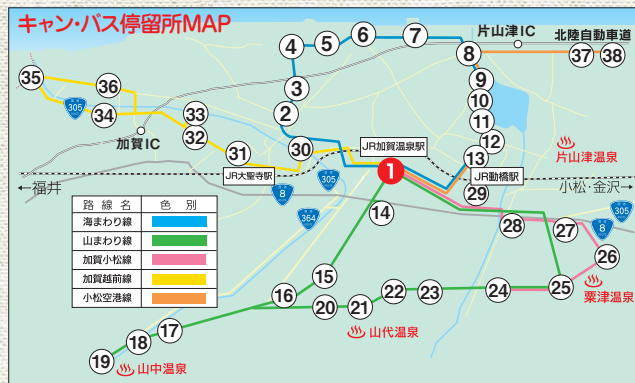 キャン・バス停留所MAP
片山津IC
北陸自動車道
4
5
6
7
8
37
38
35
36
3
9
305
34
33
2
10
加賀IC
32
30
11
31
JR加賀温泉駅
12
片山津温泉
13
JR大聖寺駅
1
JR動橋駅
←福井
8
305
29
小松・金沢→
14
364
28
27
305
8
路線名 色別
海まわり線
山まわり線
加賀小松線
加賀越前線
小松空港線
26
15
粟津温泉
16
22
23
24
25
20
21
17
山代温泉
18
19
山中温泉